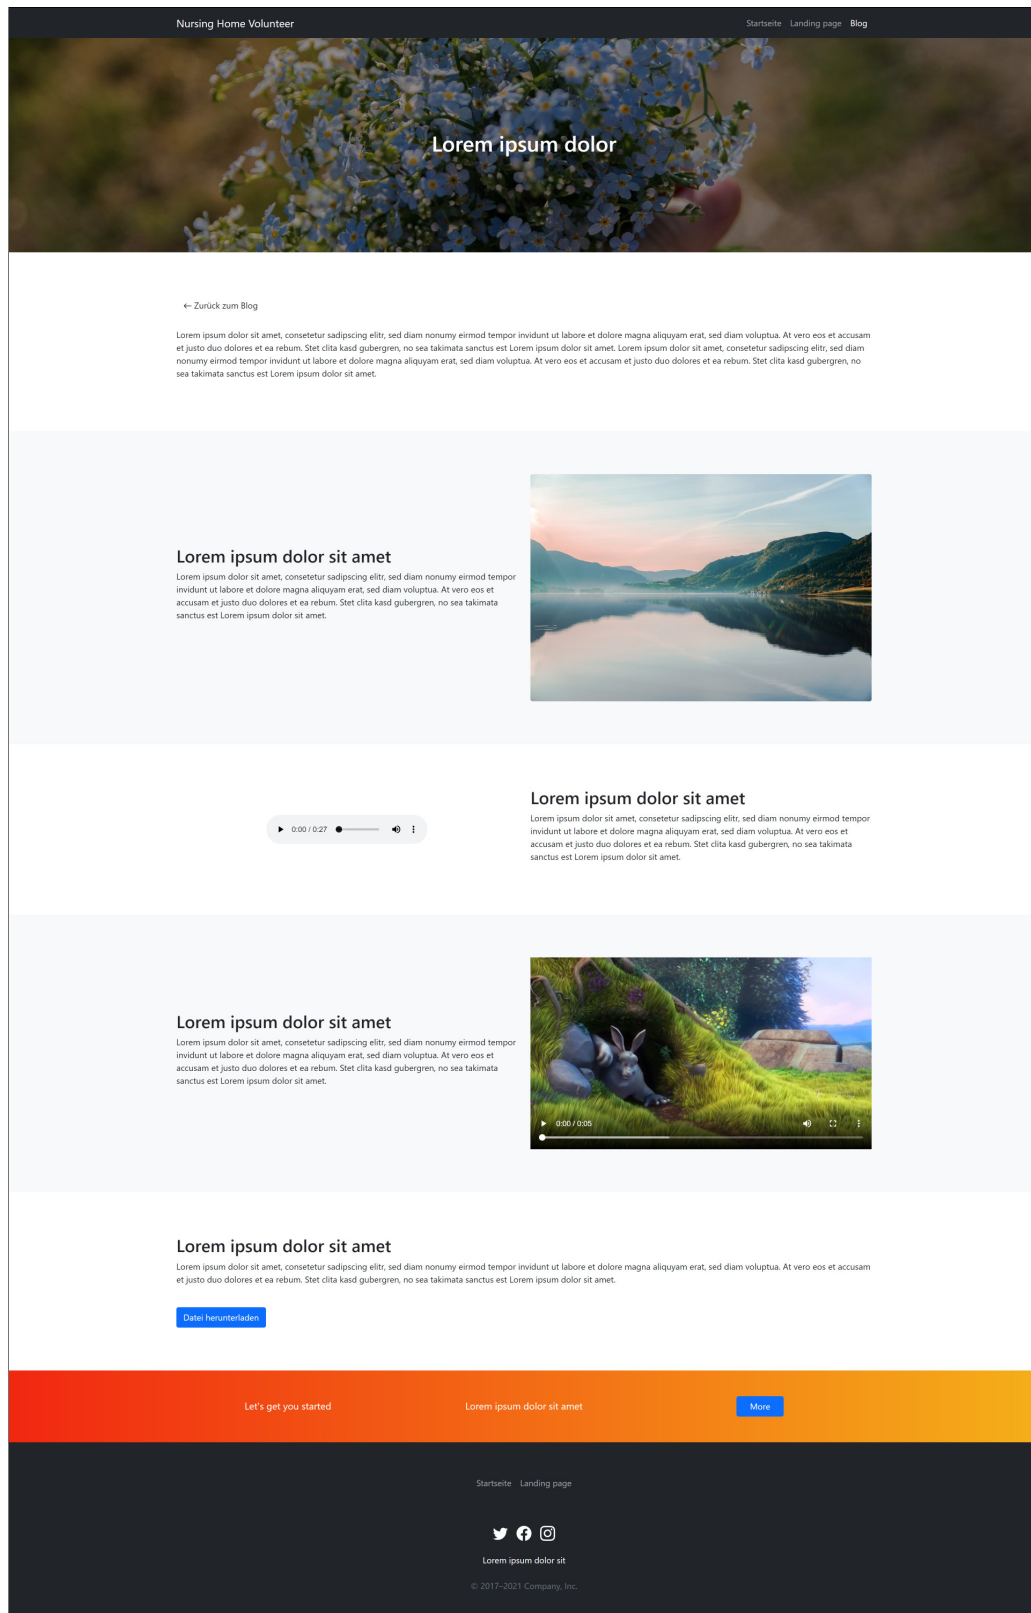 Nursing Home Volunteer
Startseite Landing page Blog
Lorem ipsum dolor
← Zurück zum Blog
Lorem ipsum dolor sit amet, consetetur sadipscing elitr, sed diam nonumy eirmod tempor invidunt ut labore et dolore magna aliquyam erat, sed diam voluptua. At vero eos et accusam
et justo duo dolores et ea rebum. Stet clita kasd gubergren, no sea takimata sanctus est Lorem ipsum dolor sit amet. Lorem ipsum dolor sit amet, consetetur sadipscing elitr, sed diam
nonumy eirmod tempor invidunt ut labore et dolore magna aliquyam erat, sed diam voluptua. At vero eos et accusam et justo duo dolores et ea rebum. Stet clita kasd gubergren, no
sea takimata sanctus est Lorem ipsum dolor sit amet.
Lorem ipsum dolor sit amet
Lorem ipsum dolor sit amet, consetetur sadipscing elitr, sed diam nonumy eirmod tempor
invidunt ut labore et dolore magna aliquyam erat, sed diam voluptua. At vero eos et
accusam et justo duo dolores et ea rebum. Stet clita kasd gubergren, no sea takimata
sanctus est Lorem ipsum dolor sit amet.
0:00 / 0:27
Lorem ipsum dolor sit amet
Lorem ipsum dolor sit amet, consetetur sadipscing elitr, sed diam nonumy eirmod tempor
invidunt ut labore et dolore magna aliquyam erat, sed diam voluptua. At vero eos et
accusam et justo duo dolores et ea rebum. Stet clita kasd gubergren, no sea takimata
sanctus est Lorem ipsum dolor sit amet.
Lorem ipsum dolor sit amet
Lorem ipsum dolor sit amet, consetetur sadipscing elitr, sed diam nonumy eirmod tempor
invidunt ut labore et dolore magna aliquyam erat, sed diam voluptua. At vero eos et
accusam et justo duo dolores et ea rebum. Stet clita kasd gubergren, no sea takimata
sanctus est Lorem ipsum dolor sit amet.
0:00 / 0:05
Lorem ipsum dolor sit amet
Lorem ipsum dolor sit amet, consetetur sadipscing elitr, sed diam nonumy eirmod tempor invidunt ut labore et dolore magna aliquyam erat, sed diam voluptua. At vero eos et accusam
et justo duo dolores et ea rebum. Stet clita kasd gubergren, no sea takimata sanctus est Lorem ipsum dolor sit amet.
Datei herunterladen
Let's get you started
Lorem ipsum dolor sit amet
More
Startseite Landing page
Lorem ipsum dolor sit
© 2017–2021 Company, Inc.